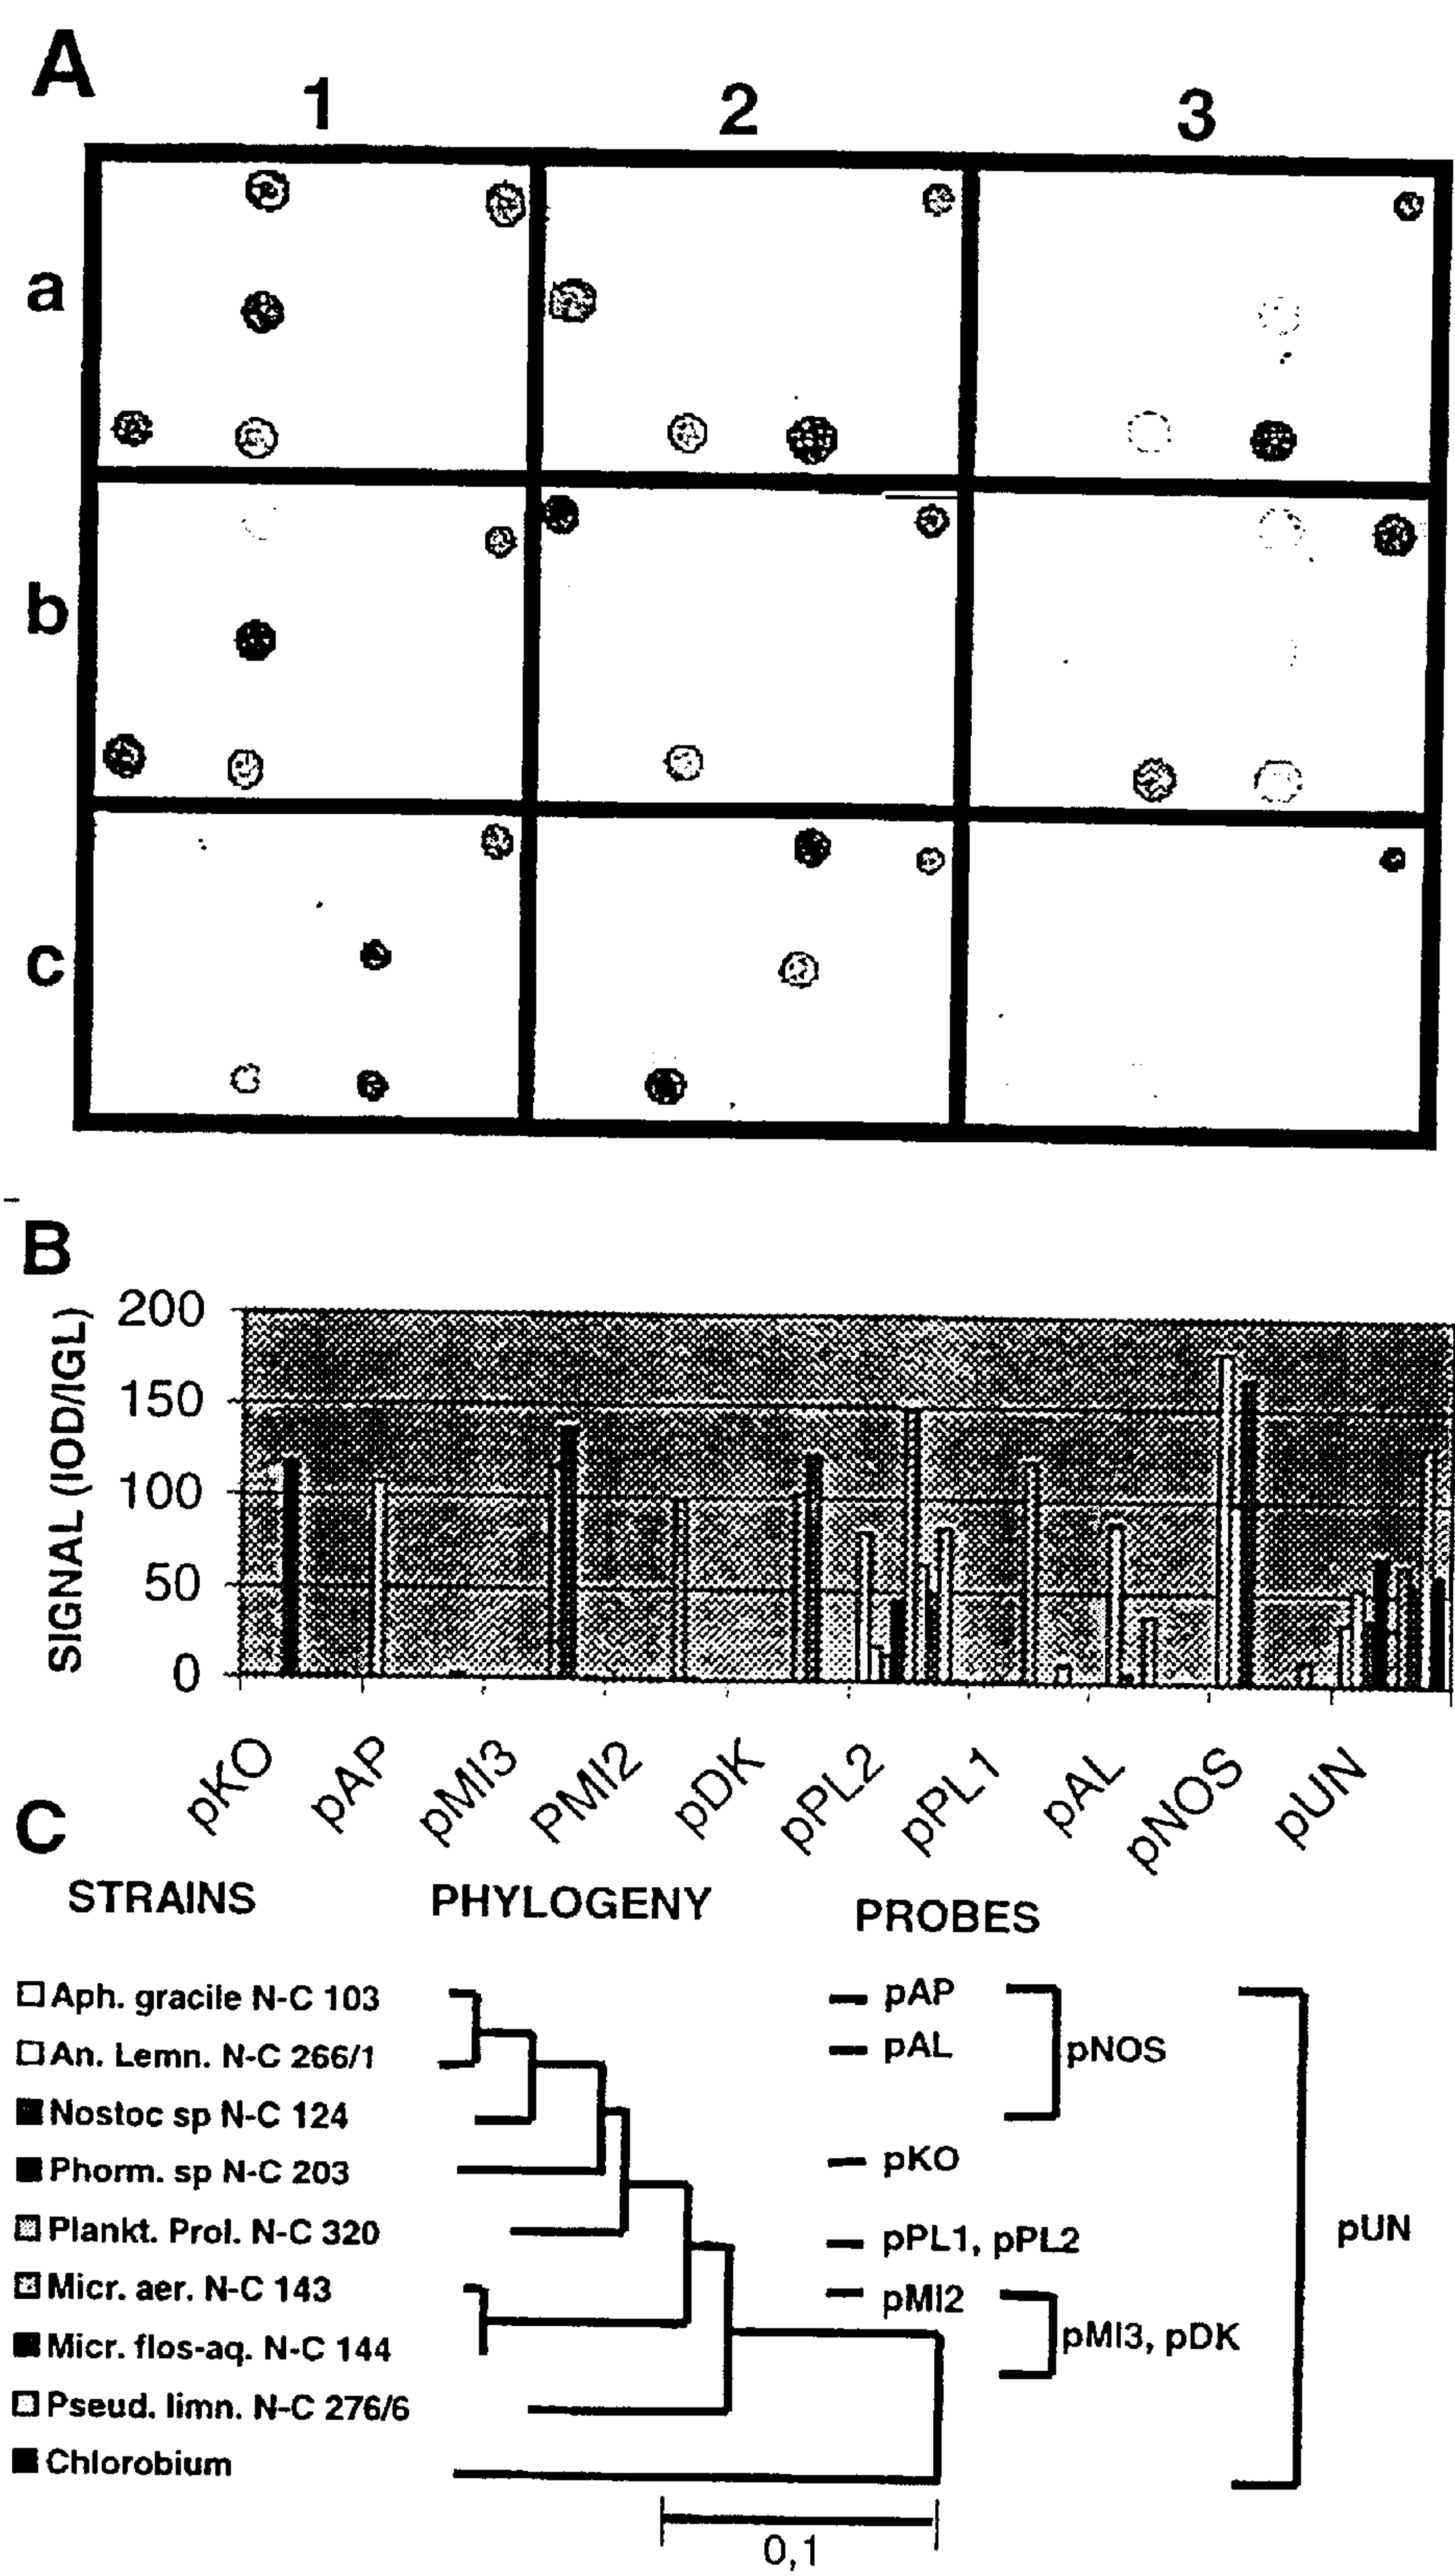 A
1 2 3
a
b
c
B
SIGNAL (IOD/IGL)
200
150
100
50
0
pKO pAP pMI3 PMI2 pDK pPL2 pPL1 pAL pNOS pUN
C
STRAINS PHYLOGENY PROBES
Aph. gracile N-C 103 pAP
An. Lemn. N-C 266/1 pAL pNOS
Nostoc sp N-C 124
Phorm. sp N-C 203 pKO
Plankt. Prol. N-C 320 pPL1, pPL2 pUN
Micr. aer. N-C 143 pMI2
Micr. flos-aq. N-C 144 pMI3, pDK
Pseud. limn. N-C 276/6
Chlorobium
0,1